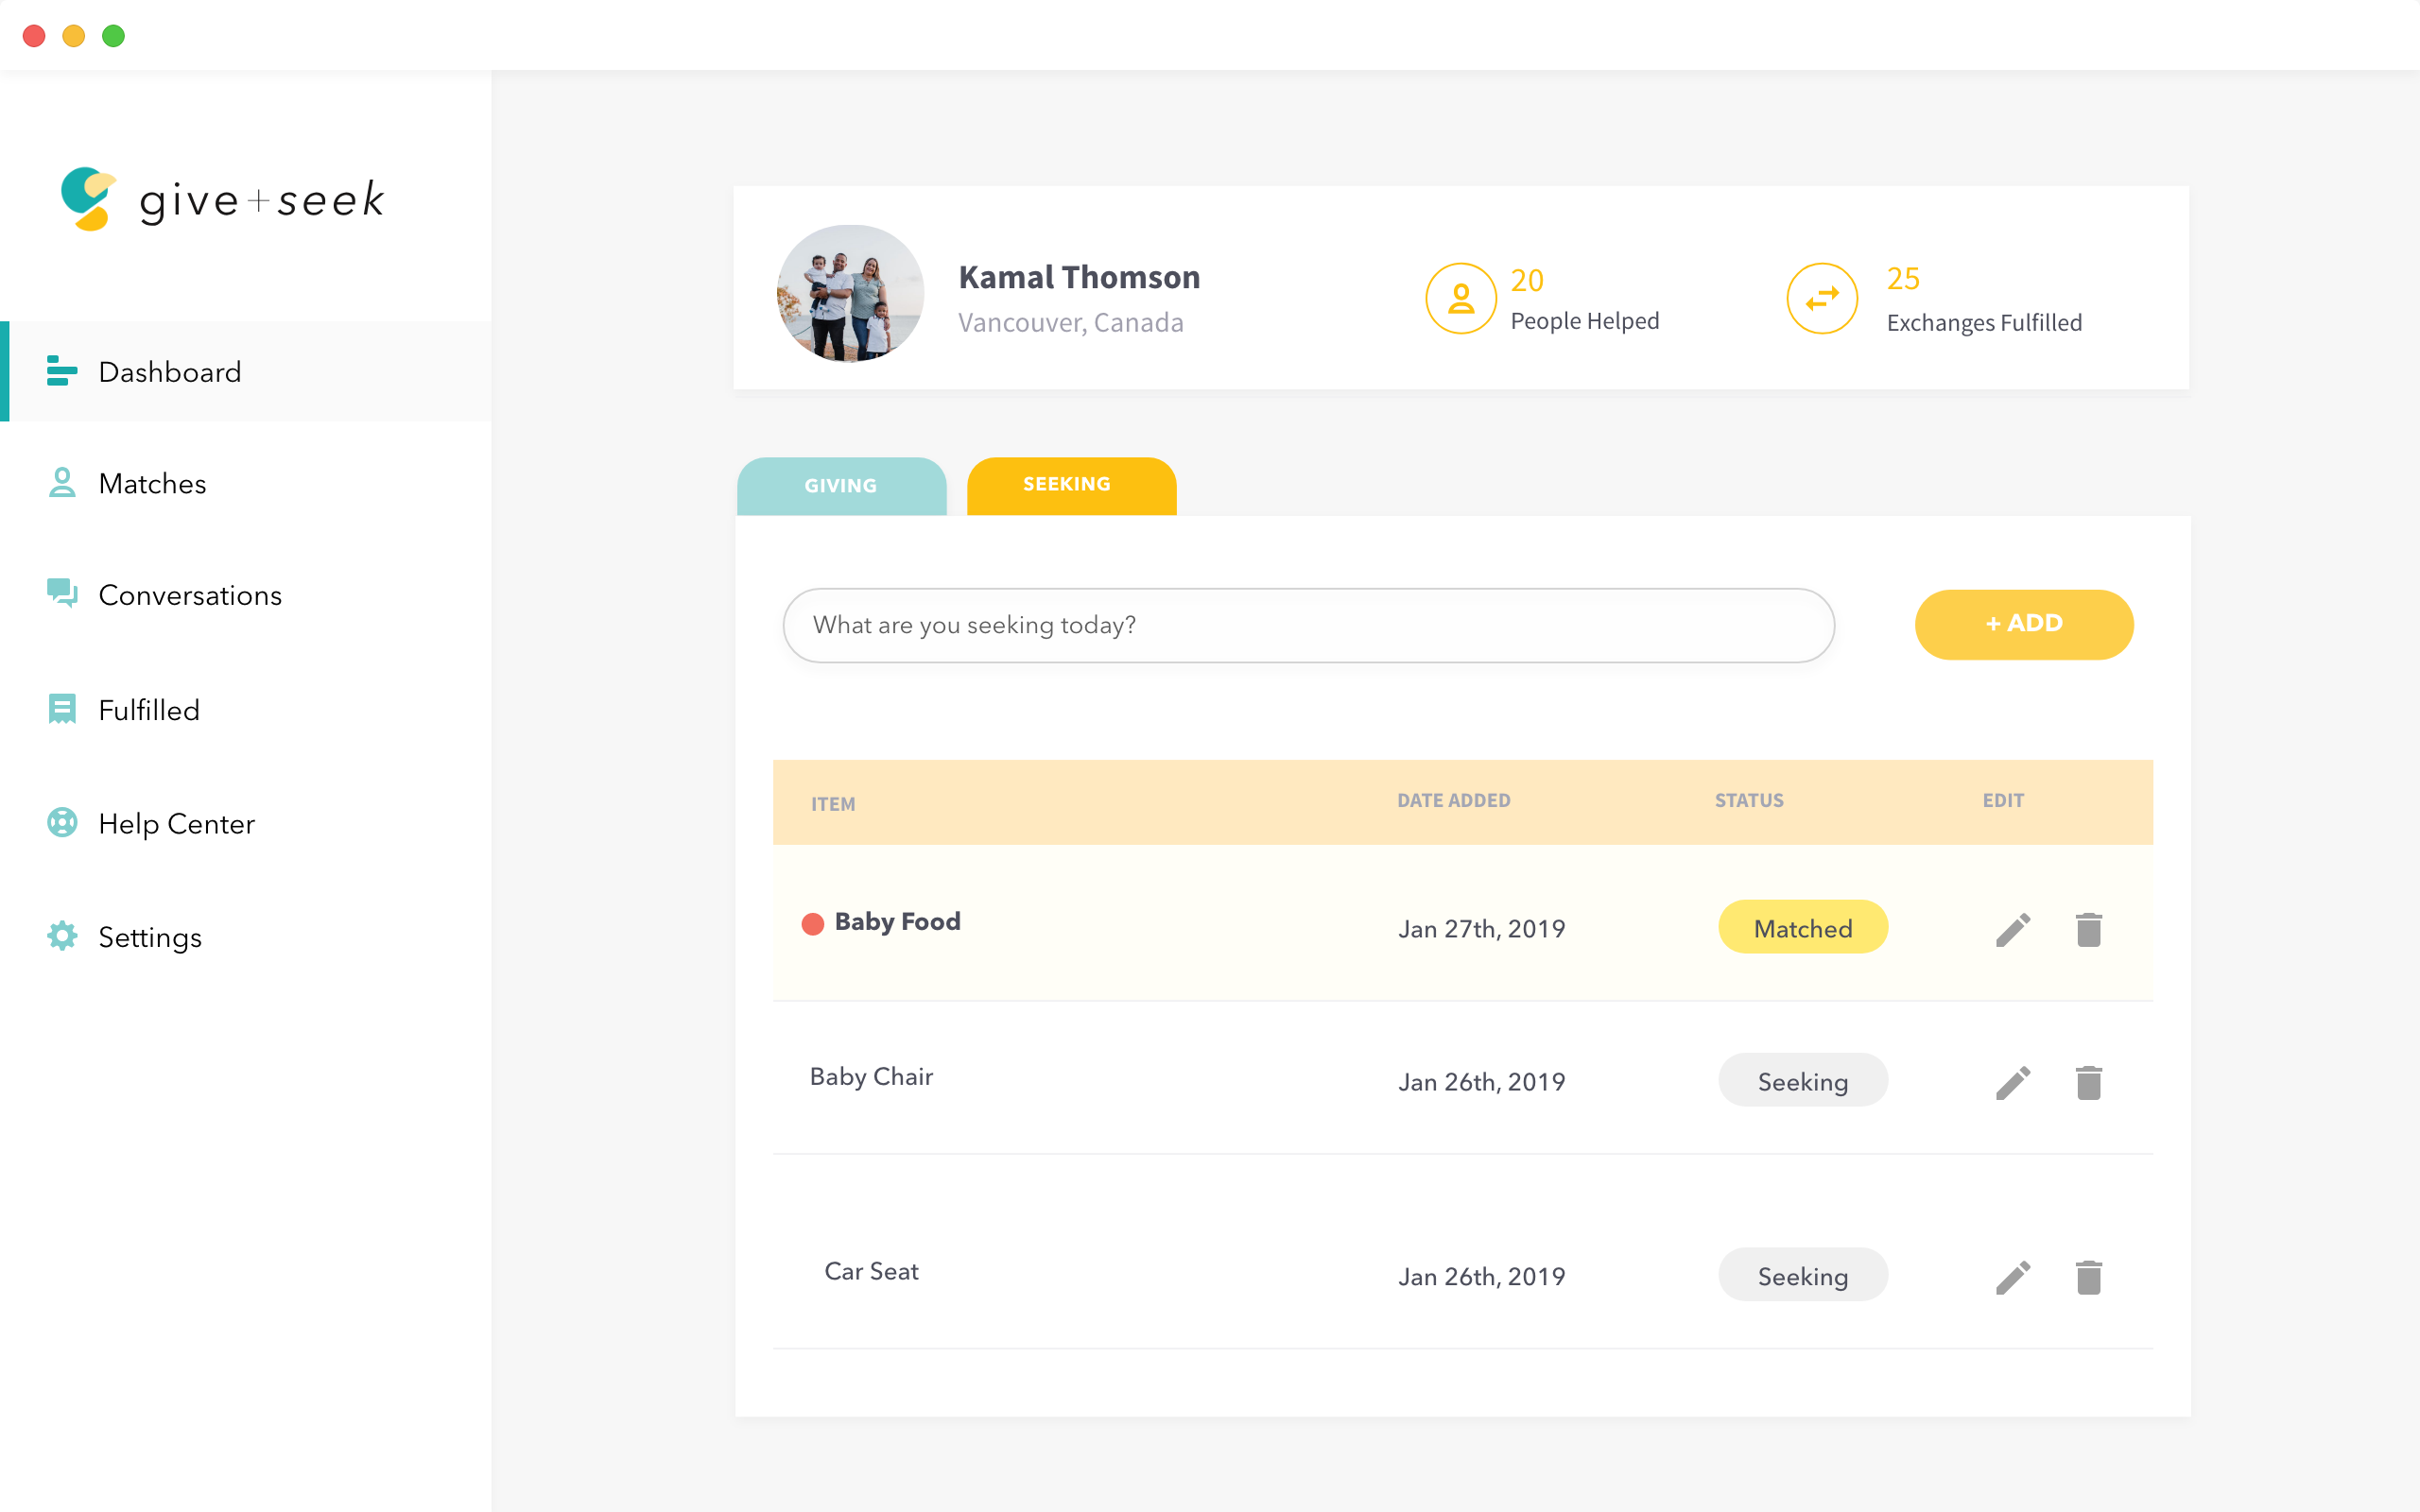 give+seek
Dashboard
Matches
Conversations
Fulfilled
Help Center
Settings
Kamal Thomson
Vancouver, Canada
20
People Helped
25
Exchanges Fulfilled
GIVING
SEEKING
What are you seeking today?
+ ADD
ITEM DATE ADDED STATUS EDIT
Baby Food Jan 27th, 2019 Matched
Baby Chair Jan 26th, 2019 Seeking
Car Seat Jan 26th, 2019 Seeking